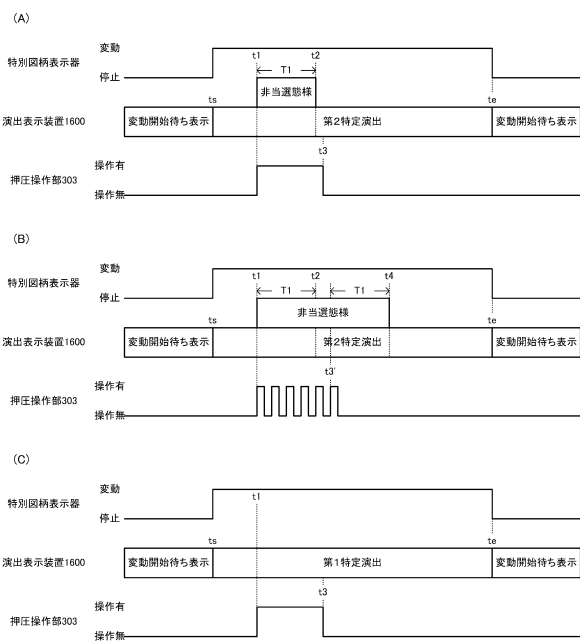 (A)
変動
特別図柄表示器
t1 t2
T1
停止
非当選態様
ts te
演出表示装置1600 変動開始待ち表示 第2特定演出 変動開始待ち表示
t3
操作有
押圧操作部303
操作無
(B)
変動
特別図柄表示器
t1 t2 t4
T1 T1
停止
非当選態様
ts te
演出表示装置1600 変動開始待ち表示 第2特定演出 変動開始待ち表示
t3'
操作有
押圧操作部303
操作無
(C)
変動
t1
特別図柄表示器
停止
ts te
演出表示装置1600 変動開始待ち表示 第1特定演出 変動開始待ち表示
t3
操作有
押圧操作部303
操作無